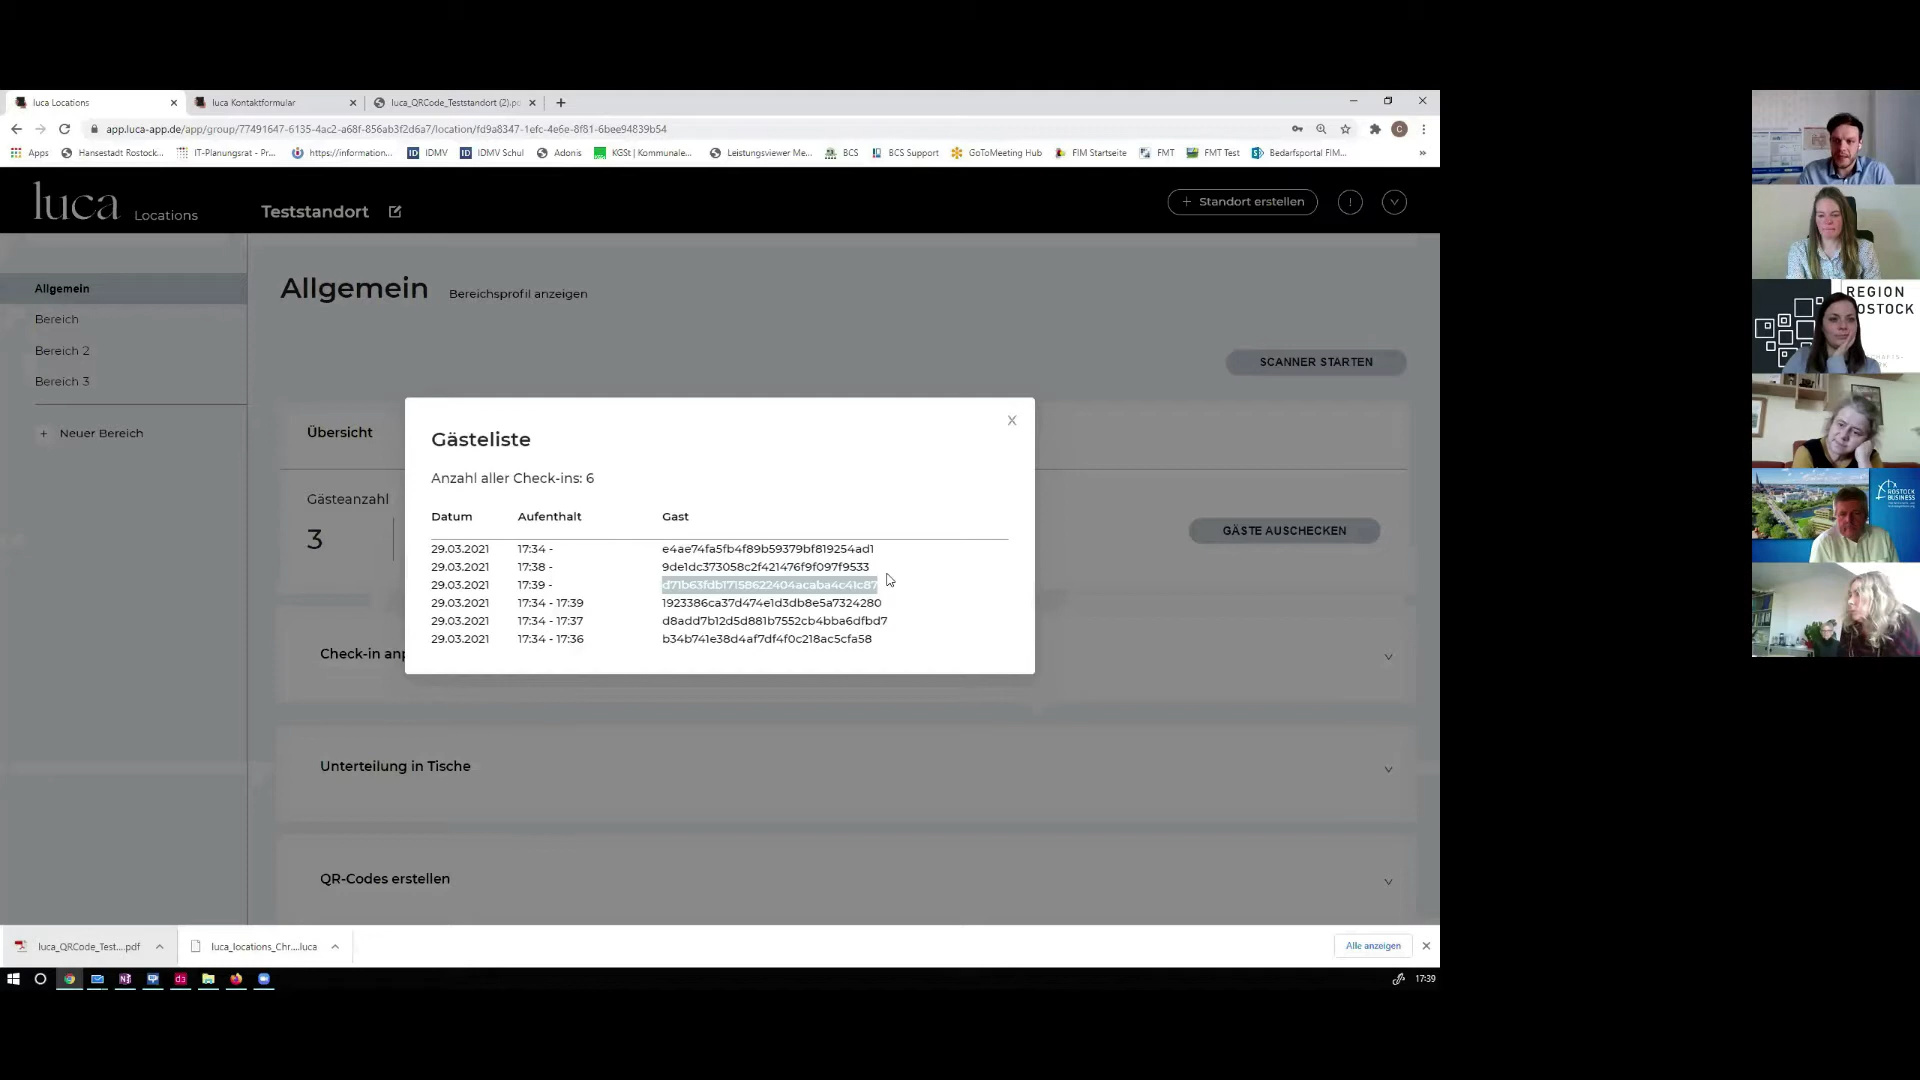 luca Locations
luca Kontaktformular
luca_QRCode_Teststandort (2).pd
app.luca-app.de/app/group/77491647-6135-4ac2-a68f-856ab3f2d6a7/location/fd9a8347-1efc-4e6e-8f81-6bee94839b54
Apps
Hansestadt Rostock...
IT-Planungsrat - Pr...
https://information...
IDMV
IDMV Schul
Adonis
KGSt | Kommunale...
Leistungsviewer Me...
BCS
BCS Support
GoToMeeting Hub
FIM Startseite
FMT
FMT Test
Bedarfsportal FIM...
luca Locations
Teststandort
+ Standort erstellen
Allgemein
Bereich
Bereich 2
Bereich 3
+ Neuer Bereich
Allgemein
Bereichsprofil anzeigen
SCANNER STARTEN
Übersicht
Gästeanzahl
3
GÄSTE AUSCHECKEN
Gästeliste
Anzahl aller Check-ins: 6
Datum Aufenthalt Gast
29.03.2021 17:34 - e4ae74fa5fb4f89b59379bf819254ad1
29.03.2021 17:38 - 9de1dc373058c2f421476f9f097f9533
29.03.2021 17:39 - d71b63fdb17158622404acaba4c41c87
29.03.2021 17:34 - 17:39 1923386ca37d474e1d3db8e5a7324280
29.03.2021 17:34 - 17:37 d8add7b12d5d881b7552cb4bba6dfbd7
29.03.2021 17:34 - 17:36 b34b741e38d4af7df4f0c218ac5cfa58
Check-in anp
Unterteilung in Tische
QR-Codes erstellen
luca_QRCode_Test....pdf
luca_locations_Chr....luca
Alle anzeigen
17:39
REGION
ROSTOCK
ROSTOCK
BUSINESS